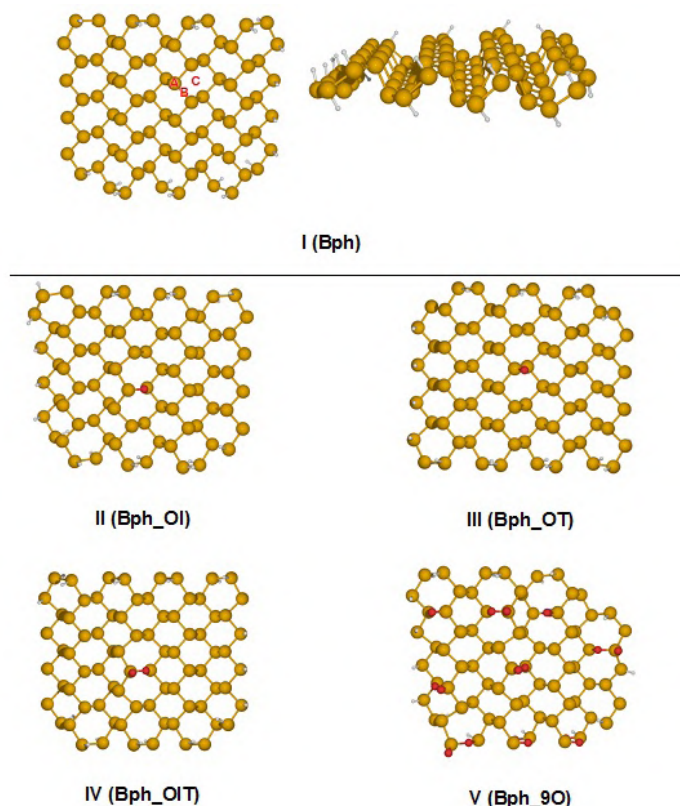 A
C
B
I (Bph)
II (Bph_OI)
III (Bph_OT)
IV (Bph_OIT)
V (Bph_9O)